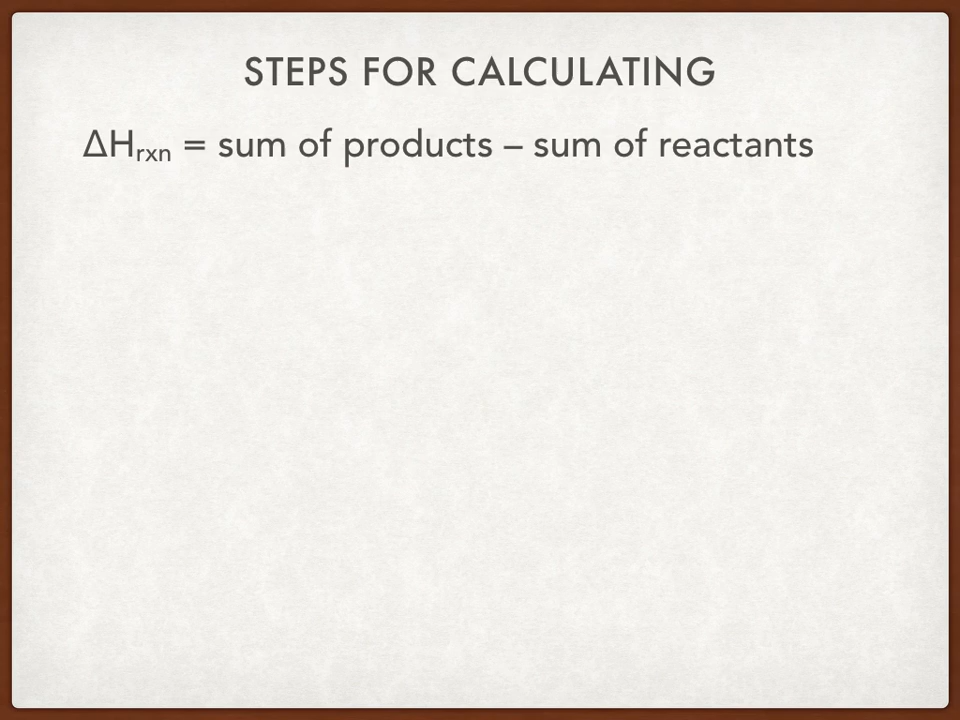 STEPS FOR CALCULATING
ΔHrxn = sum of products – sum of reactants